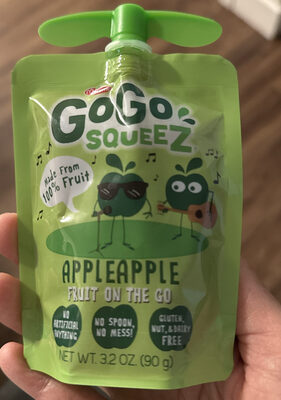 GoGo
SQUEEZ
Made From
100% Fruit
APPLEAPPLE
FRUIT ON THE GO
NO
ARTIFICIAL
ANYTHING
NO SPOON,
NO MESS!
GLUTEN,
NUT, & DAIRY
FREE
NET WT. 3.2 OZ. (90 g)